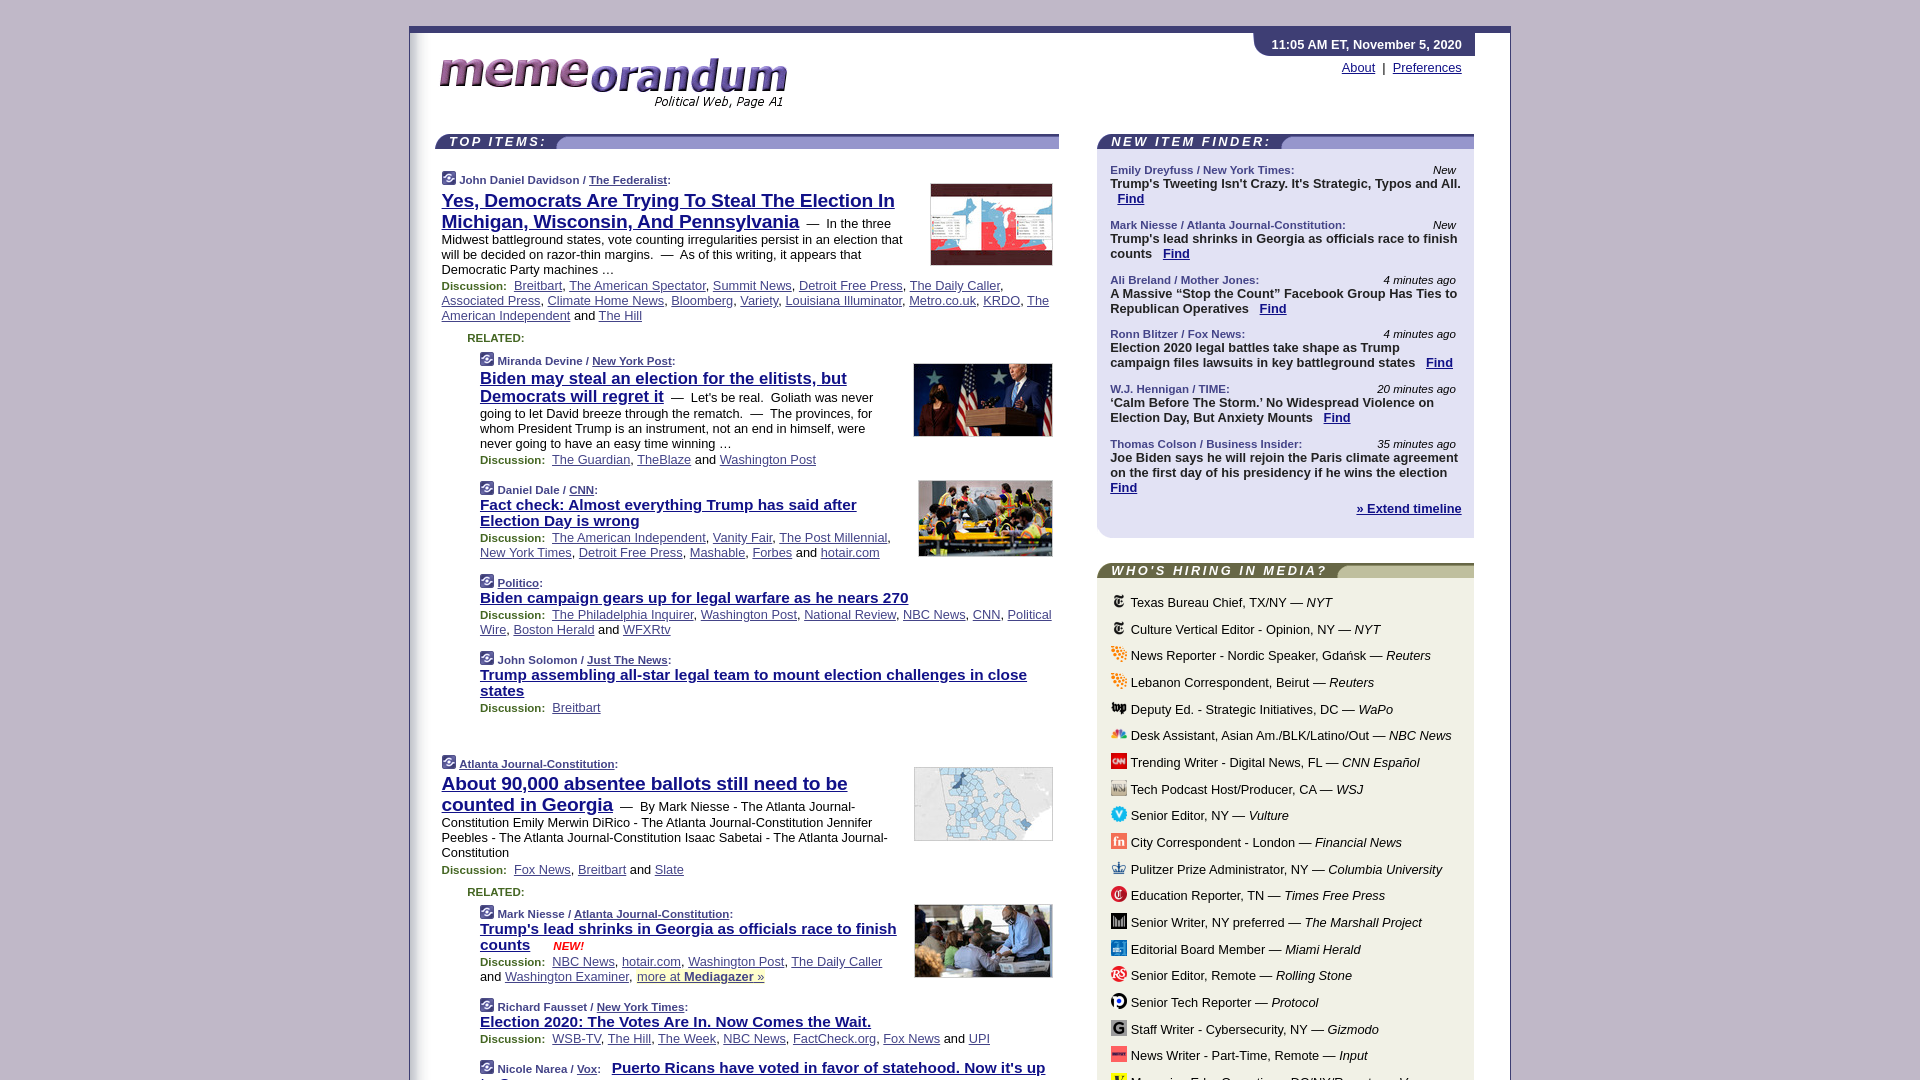 11:05 AM ET, November 5, 2020
memeorandum
Political Web, Page A1
About | Preferences
TOP ITEMS:
John Daniel Davidson / The Federalist:
Yes, Democrats Are Trying To Steal The Election In
Michigan, Wisconsin, And Pennsylvania — In the three
Midwest battleground states, vote counting irregularities persist in an election that
will be decided on razor-thin margins. — As of this writing, it appears that
Democratic Party machines …
Discussion: Breitbart, The American Spectator, Summit News, Detroit Free Press, The Daily Caller,
Associated Press, Climate Home News, Bloomberg, Variety, Louisiana Illuminator, Metro.co.uk, KRDO, The
American Independent and The Hill
RELATED:
Miranda Devine / New York Post:
Biden may steal an election for the elitists, but
Democrats will regret it — Let's be real. Goliath was never
going to let David breeze through the rematch. — The provinces, for
whom President Trump is an instrument, not an end in himself, were
never going to have an easy time winning …
Discussion: The Guardian, TheBlaze and Washington Post
Daniel Dale / CNN:
Fact check: Almost everything Trump has said after
Election Day is wrong
Discussion: The American Independent, Vanity Fair, The Post Millennial,
New York Times, Detroit Free Press, Mashable, Forbes and hotair.com
Politico:
Biden campaign gears up for legal warfare as he nears 270
Discussion: The Philadelphia Inquirer, Washington Post, National Review, NBC News, CNN, Political
Wire, Boston Herald and WFXRtv
John Solomon / Just The News:
Trump assembling all-star legal team to mount election challenges in close
states
Discussion: Breitbart
Atlanta Journal-Constitution:
About 90,000 absentee ballots still need to be
counted in Georgia — By Mark Niesse - The Atlanta Journal-
Constitution Emily Merwin DiRico - The Atlanta Journal-Constitution Jennifer
Peebles - The Atlanta Journal-Constitution Isaac Sabetai - The Atlanta Journal-
Constitution
Discussion: Fox News, Breitbart and Slate
RELATED:
Mark Niesse / Atlanta Journal-Constitution:
Trump's lead shrinks in Georgia as officials race to finish
counts NEW!
Discussion: NBC News, hotair.com, Washington Post, The Daily Caller
and Washington Examiner, more at Mediagazer »
Richard Fausset / New York Times:
Election 2020: The Votes Are In. Now Comes the Wait.
Discussion: WSB-TV, The Hill, The Week, NBC News, FactCheck.org, Fox News and UPI
Nicole Narea / Vox: Puerto Ricans have voted in favor of statehood. Now it's up
NEW ITEM FINDER:
Emily Dreyfuss / New York Times: New
Trump's Tweeting Isn't Crazy. It's Strategic, Typos and All.
Find
Mark Niesse / Atlanta Journal-Constitution: New
Trump's lead shrinks in Georgia as officials race to finish
counts Find
Ali Breland / Mother Jones: 4 minutes ago
A Massive “Stop the Count” Facebook Group Has Ties to
Republican Operatives Find
Ronn Blitzer / Fox News: 4 minutes ago
Election 2020 legal battles take shape as Trump
campaign files lawsuits in key battleground states Find
W.J. Hennigan / TIME: 20 minutes ago
‘Calm Before The Storm.’ No Widespread Violence on
Election Day, But Anxiety Mounts Find
Thomas Colson / Business Insider: 35 minutes ago
Joe Biden says he will rejoin the Paris climate agreement
on the first day of his presidency if he wins the election
Find
» Extend timeline
WHO'S HIRING IN MEDIA?
Texas Bureau Chief, TX/NY — NYT
Culture Vertical Editor - Opinion, NY — NYT
News Reporter - Nordic Speaker, Gdańsk — Reuters
Lebanon Correspondent, Beirut — Reuters
Deputy Ed. - Strategic Initiatives, DC — WaPo
Desk Assistant, Asian Am./BLK/Latino/Out — NBC News
Trending Writer - Digital News, FL — CNN Español
Tech Podcast Host/Producer, CA — WSJ
Senior Editor, NY — Vulture
City Correspondent - London — Financial News
Pulitzer Prize Administrator, NY — Columbia University
Education Reporter, TN — Times Free Press
Senior Writer, NY preferred — The Marshall Project
Editorial Board Member — Miami Herald
Senior Editor, Remote — Rolling Stone
Senior Tech Reporter — Protocol
Staff Writer - Cybersecurity, NY — Gizmodo
News Writer - Part-Time, Remote — Input